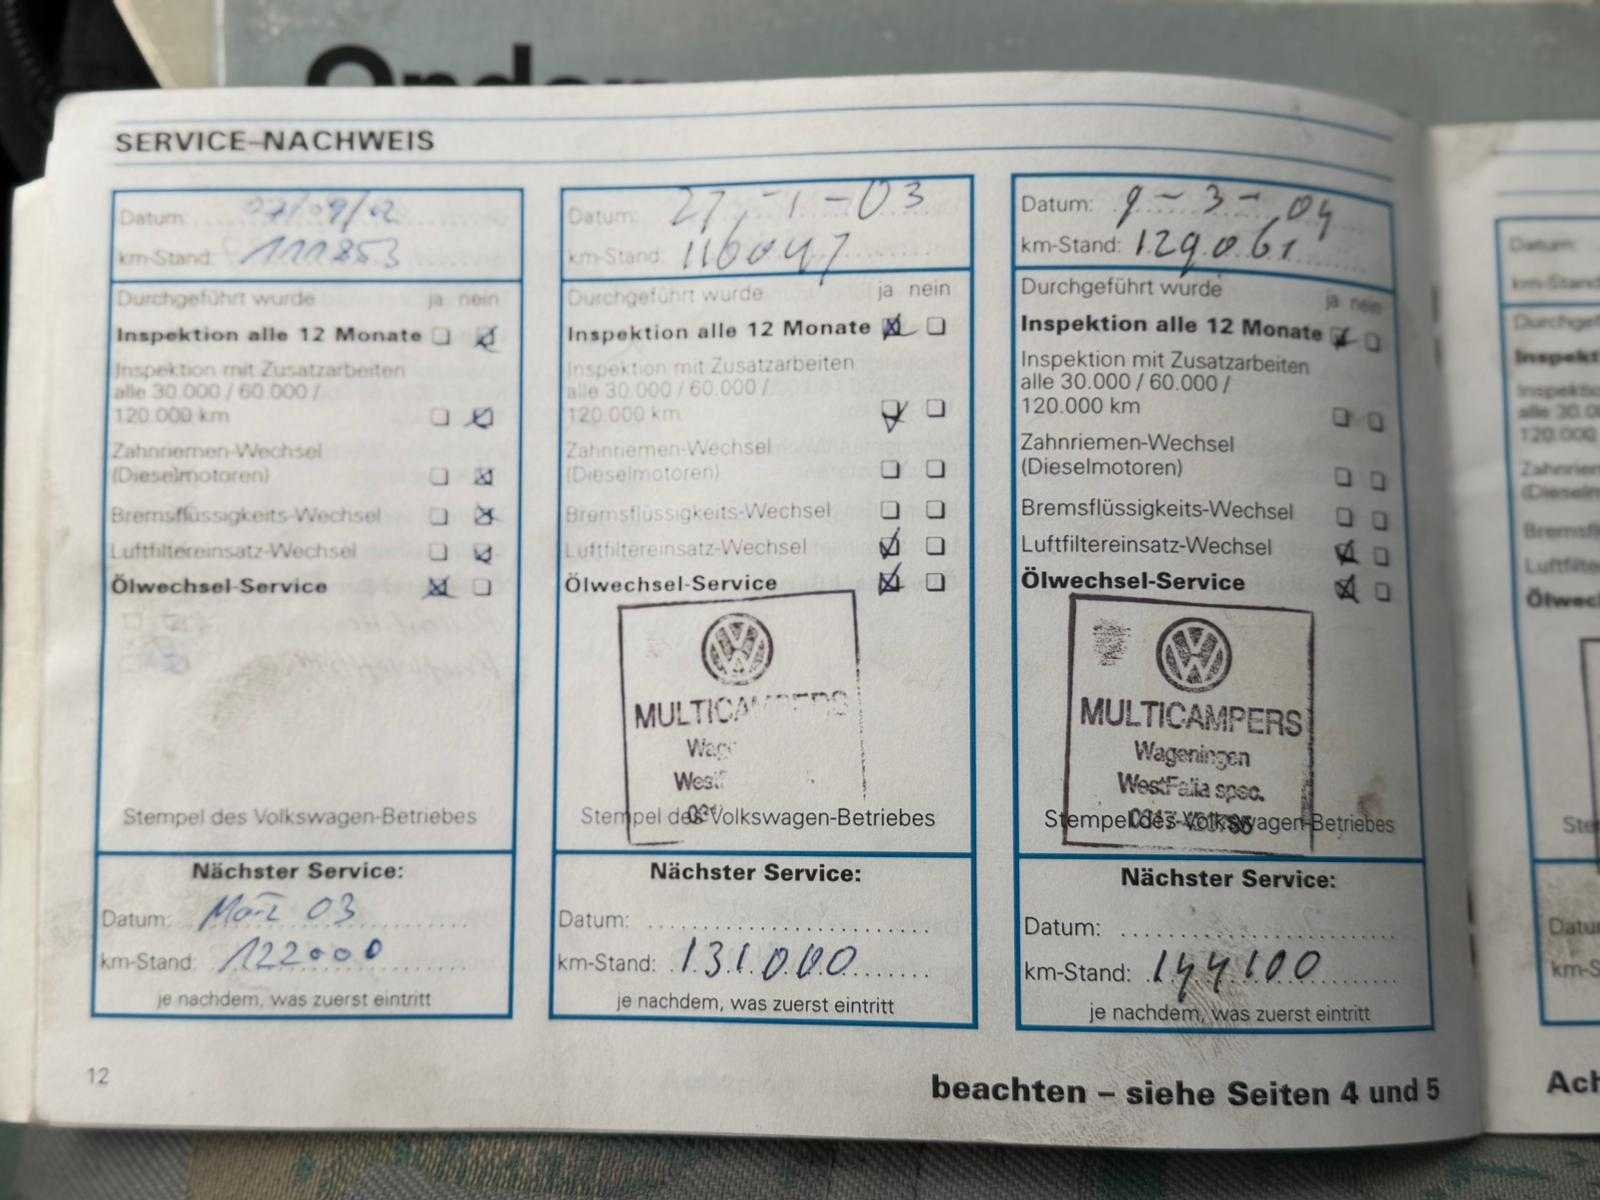 SERVICE-NACHWEIS
Datum: 07/09/02
km-Stand: 111853
Durchgeführt wurde ja nein
Inspektion alle 12 Monate
Inspektion mit Zusatzarbeiten
alle 30.000 / 60.000 /
120.000 km
Zahnriemen-Wechsel
(Dieselmotoren)
Bremsflüssigkeits-Wechsel
Luftfiltereinsatz-Wechsel
Ölwechsel-Service
Stempel des Volkswagen-Betriebes
Nächster Service:
Datum: Mai 03
km-Stand: 122000
je nachdem, was zuerst eintritt
12
Datum: 27-1-03
km-Stand: 116047
Durchgeführt wurde ja nein
Inspektion alle 12 Monate
Inspektion mit Zusatzarbeiten
alle 30.000 / 60.000 /
120.000 km
Zahnriemen-Wechsel
(Dieselmotoren)
Bremsflüssigkeits-Wechsel
Luftfiltereinsatz-Wechsel
Ölwechsel-Service
MULTICAMPERS
Stempel des Volkswagen-Betriebes
Nächster Service:
Datum:
km-Stand: 131.000
je nachdem, was zuerst eintritt
Datum: 9-3-04
km-Stand: 129.061
Durchgeführt wurde ja nein
Inspektion alle 12 Monate
Inspektion mit Zusatzarbeiten
alle 30.000 / 60.000 /
120.000 km
Zahnriemen-Wechsel
(Dieselmotoren)
Bremsflüssigkeits-Wechsel
Luftfiltereinsatz-Wechsel
Ölwechsel-Service
MULTICAMPERS
Wageningen
WestFalia spec.
Stempel des Volkswagen-Betriebes
Nächster Service:
Datum:
km-Stand: 144100
je nachdem, was zuerst eintritt
beachten – siehe Seiten 4 und 5